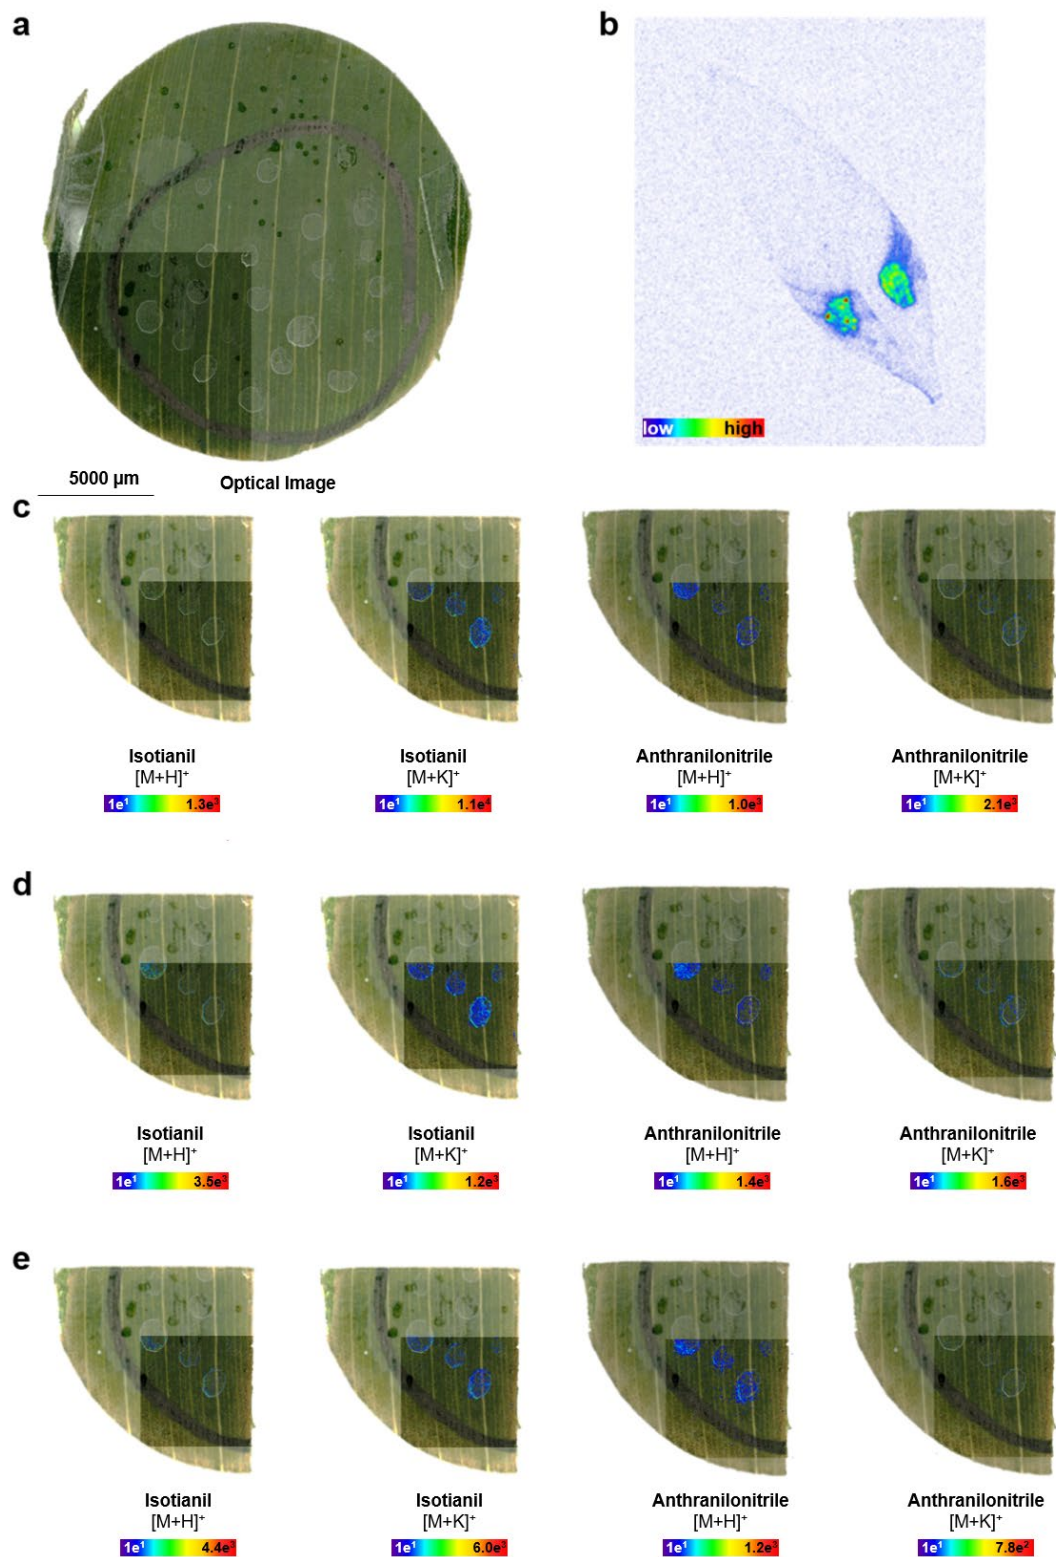 a
b
low high
5000 µm
Optical Image
c
Isotianil Isotianil Anthranilonitrile Anthranilonitrile
[M+H]⁺ [M+K]⁺ [M+H]⁺ [M+K]⁺
1e¹ 1.3e³ 1e¹ 1.1e⁴ 1e¹ 1.0e³ 1e¹ 2.1e³
d
Isotianil Isotianil Anthranilonitrile Anthranilonitrile
[M+H]⁺ [M+K]⁺ [M+H]⁺ [M+K]⁺
1e¹ 3.5e³ 1e¹ 1.2e³ 1e¹ 1.4e³ 1e¹ 1.6e³
e
Isotianil Isotianil Anthranilonitrile Anthranilonitrile
[M+H]⁺ [M+K]⁺ [M+H]⁺ [M+K]⁺
1e¹ 4.4e³ 1e¹ 6.0e³ 1e¹ 1.2e³ 1e¹ 7.8e²